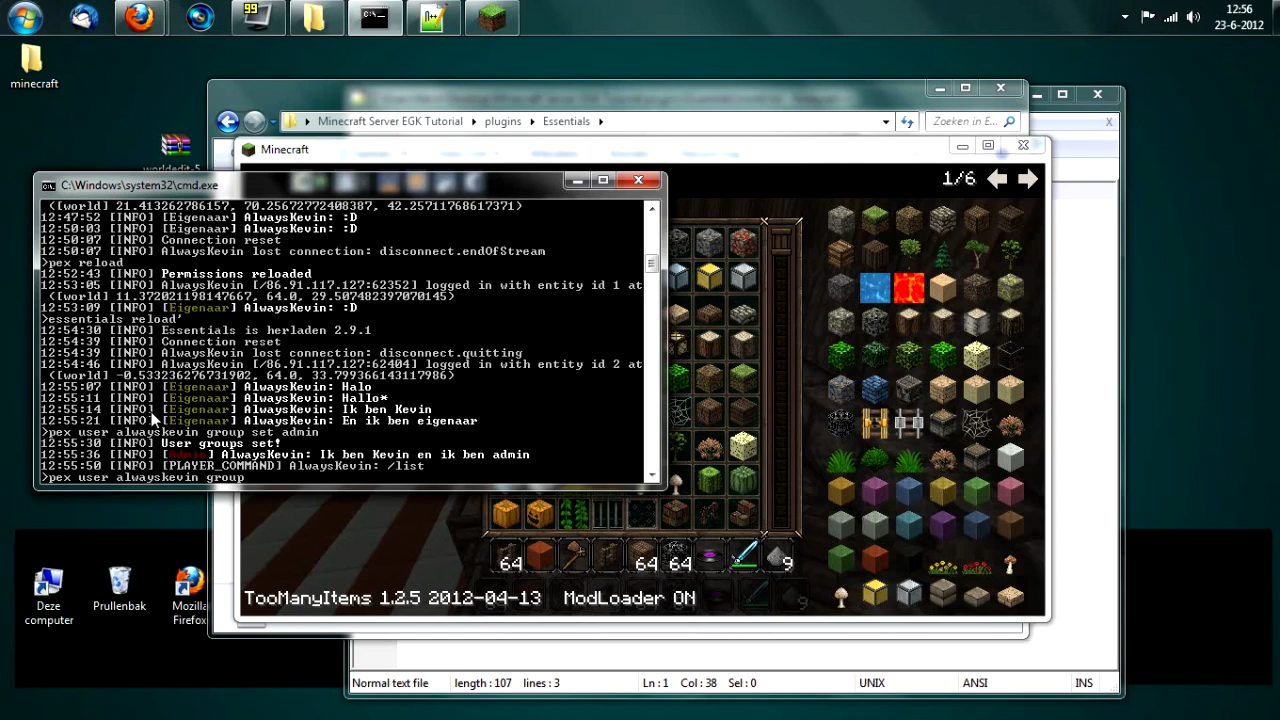 99
12:56
23-6-2012
minecraft
worldedit-5
Minecraft Server EGK Tutorial
plugins
Essentials
Zoeken in E...
Minecraft
1/6
C:\Windows\system32\cmd.exe
([world] 21.413262786157, 70.25672772408387, 42.25711768617371)
12:47:52 [INFO] [Eigenaar] AlwaysKevin: :D
12:50:03 [INFO] [Eigenaar] AlwaysKevin: :D
12:50:07 [INFO] Connection reset
12:50:07 [INFO] AlwaysKevin lost connection: disconnect.endOfStream
>pex reload
12:52:43 [INFO] Permissions reloaded
12:53:05 [INFO] AlwaysKevin [/86.91.117.127:62352] logged in with entity id 1 at
([world] 11.372021198147667, 64.0, 29.507482397070145)
12:53:09 [INFO] [Eigenaar] AlwaysKevin: :D
>essentials reload'
12:54:30 [INFO] Essentials is herladen 2.9.1
12:54:39 [INFO] Connection reset
12:54:39 [INFO] AlwaysKevin lost connection: disconnect.quitting
12:54:46 [INFO] AlwaysKevin [/86.91.117.127:62404] logged in with entity id 2 at
([world] -0.533236276731902, 64.0, 33.799366143117986)
12:55:07 [INFO] [Eigenaar] AlwaysKevin: Halo
12:55:11 [INFO] [Eigenaar] AlwaysKevin: Hallo*
12:55:14 [INFO] [Eigenaar] AlwaysKevin: Ik ben Kevin
12:55:21 [INFO] [Eigenaar] AlwaysKevin: En ik ben eigenaar
>pex user alwayskevin group set admin
12:55:30 [INFO] User groups set!
12:55:36 [INFO] [Admin] AlwaysKevin: Ik ben Kevin en ik ben admin
12:55:50 [INFO] [PLAYER_COMMAND] AlwaysKevin: /list
>pex user alwayskevin group
64
64
64
9
TooManyItems 1.2.5 2012-04-13 ModLoader ON
9
Deze computer
Prullenbak
Mozilla Firefox
Normal text file
length : 107 lines : 3
Ln : 1 Col : 38 Sel : 0
UNIX
ANSI
INS